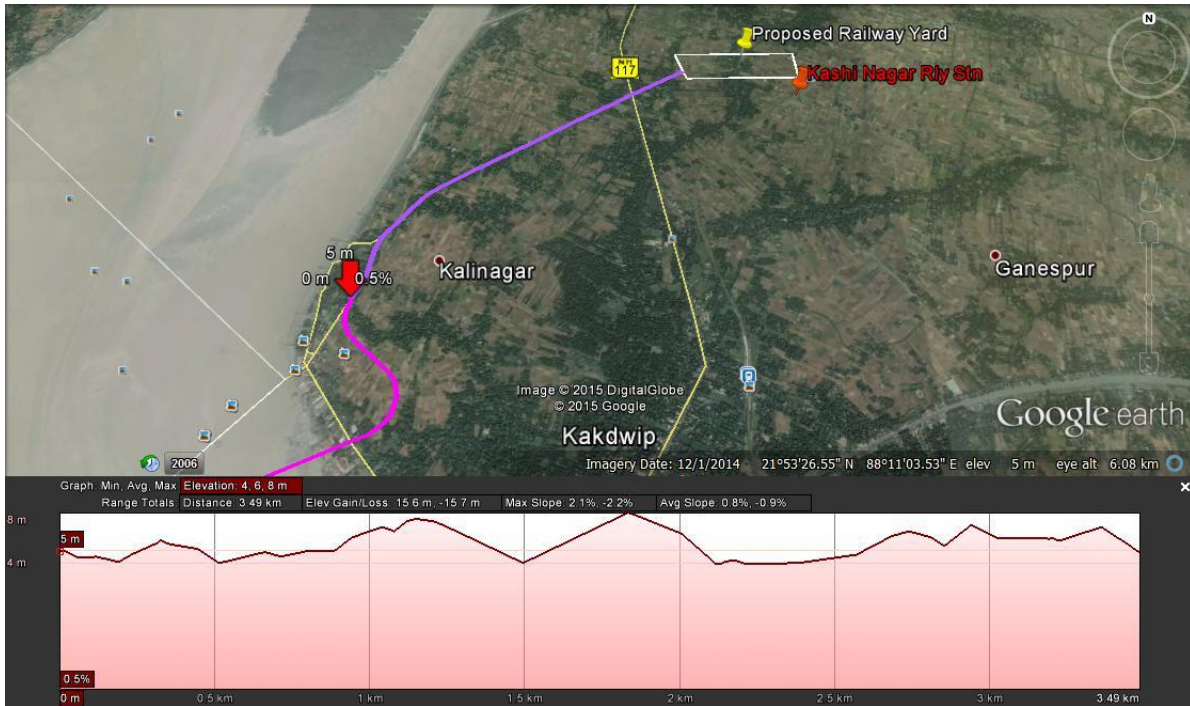 N
Proposed Railway Yard
NH
117
Kashi Nagar Rly Stn
5 m
0 m 0.5%
Kalinagar
Ganespur
Image © 2015 DigitalGlobe
© 2015 Google
Google earth
Kakdwip
2006
Imagery Date: 12/1/2014 21°53'26.55" N 88°11'03.53" E elev 5 m eye alt 6.08 km
Graph: Min, Avg, Max Elevation: 4, 6, 8 m
Range Totals: Distance: 3.49 km Elev Gain/Loss: 15.6 m, -15.7 m Max Slope: 2.1%, -2.2% Avg Slope: 0.8%, -0.9%
8 m
5 m
4 m
0.5%
0 m 0.5 km 1 km 1.5 km 2 km 2.5 km 3 km 3.49 km